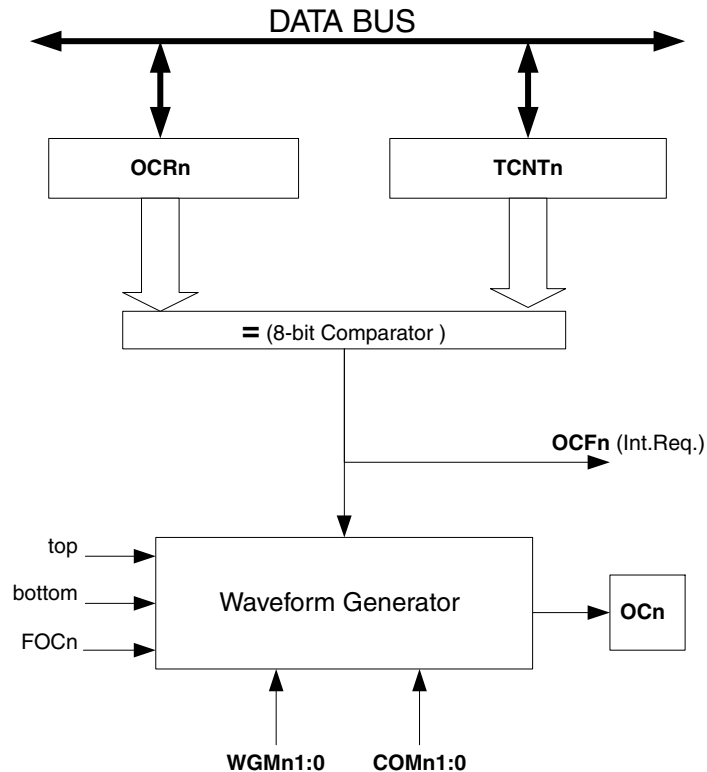 DATA BUS
OCRn
TCNTn
= (8-bit Comparator )
OCFn (Int.Req.)
top
bottom
FOCn
Waveform Generator
OCn
WGMn1:0
COMn1:0